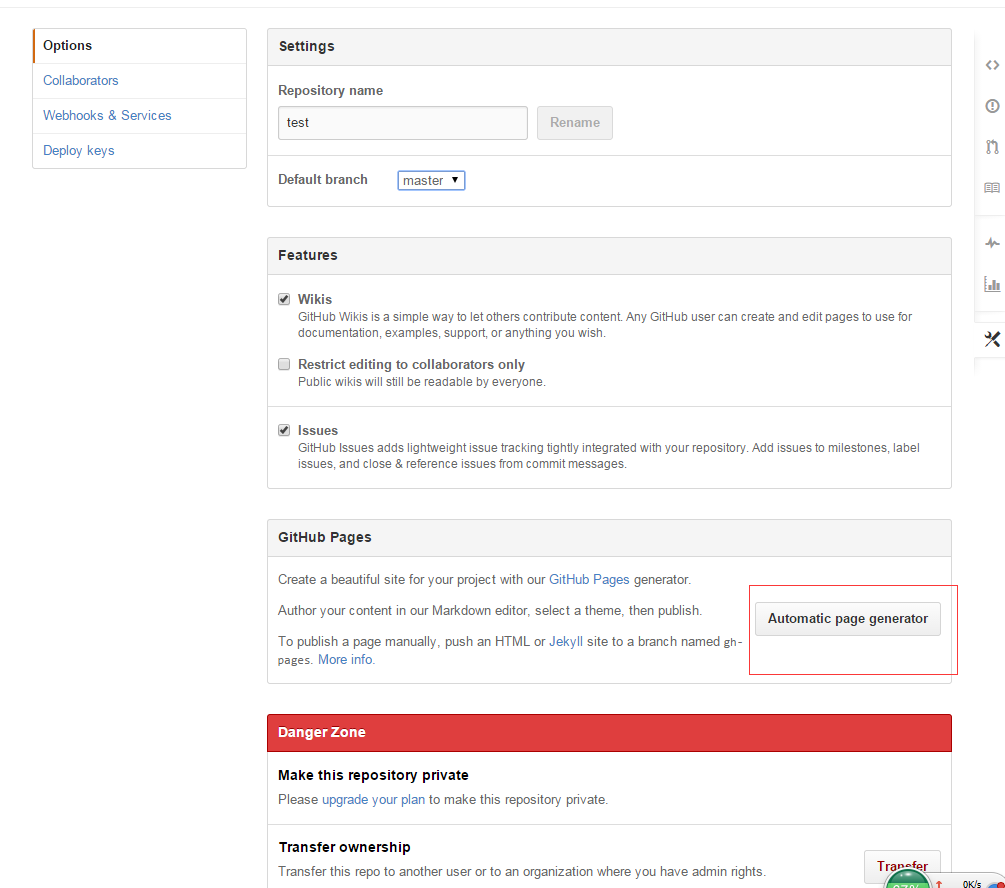 Options
Collaborators
Webhooks & Services
Deploy keys
Settings
Repository name
test
Rename
Default branch
master
Features
Wikis
GitHub Wikis is a simple way to let others contribute content. Any GitHub user can create and edit pages to use for
documentation, examples, support, or anything you wish.
Restrict editing to collaborators only
Public wikis will still be readable by everyone.
Issues
GitHub Issues adds lightweight issue tracking tightly integrated with your repository. Add issues to milestones, label
issues, and close & reference issues from commit messages.
GitHub Pages
Create a beautiful site for your project with our GitHub Pages generator.
Author your content in our Markdown editor, select a theme, then publish.
To publish a page manually, push an HTML or Jekyll site to a branch named gh-
pages. More info.
Automatic page generator
Danger Zone
Make this repository private
Please upgrade your plan to make this repository private.
Transfer ownership
Transfer this repo to another user or to an organization where you have admin rights.
Transfer
0K/s